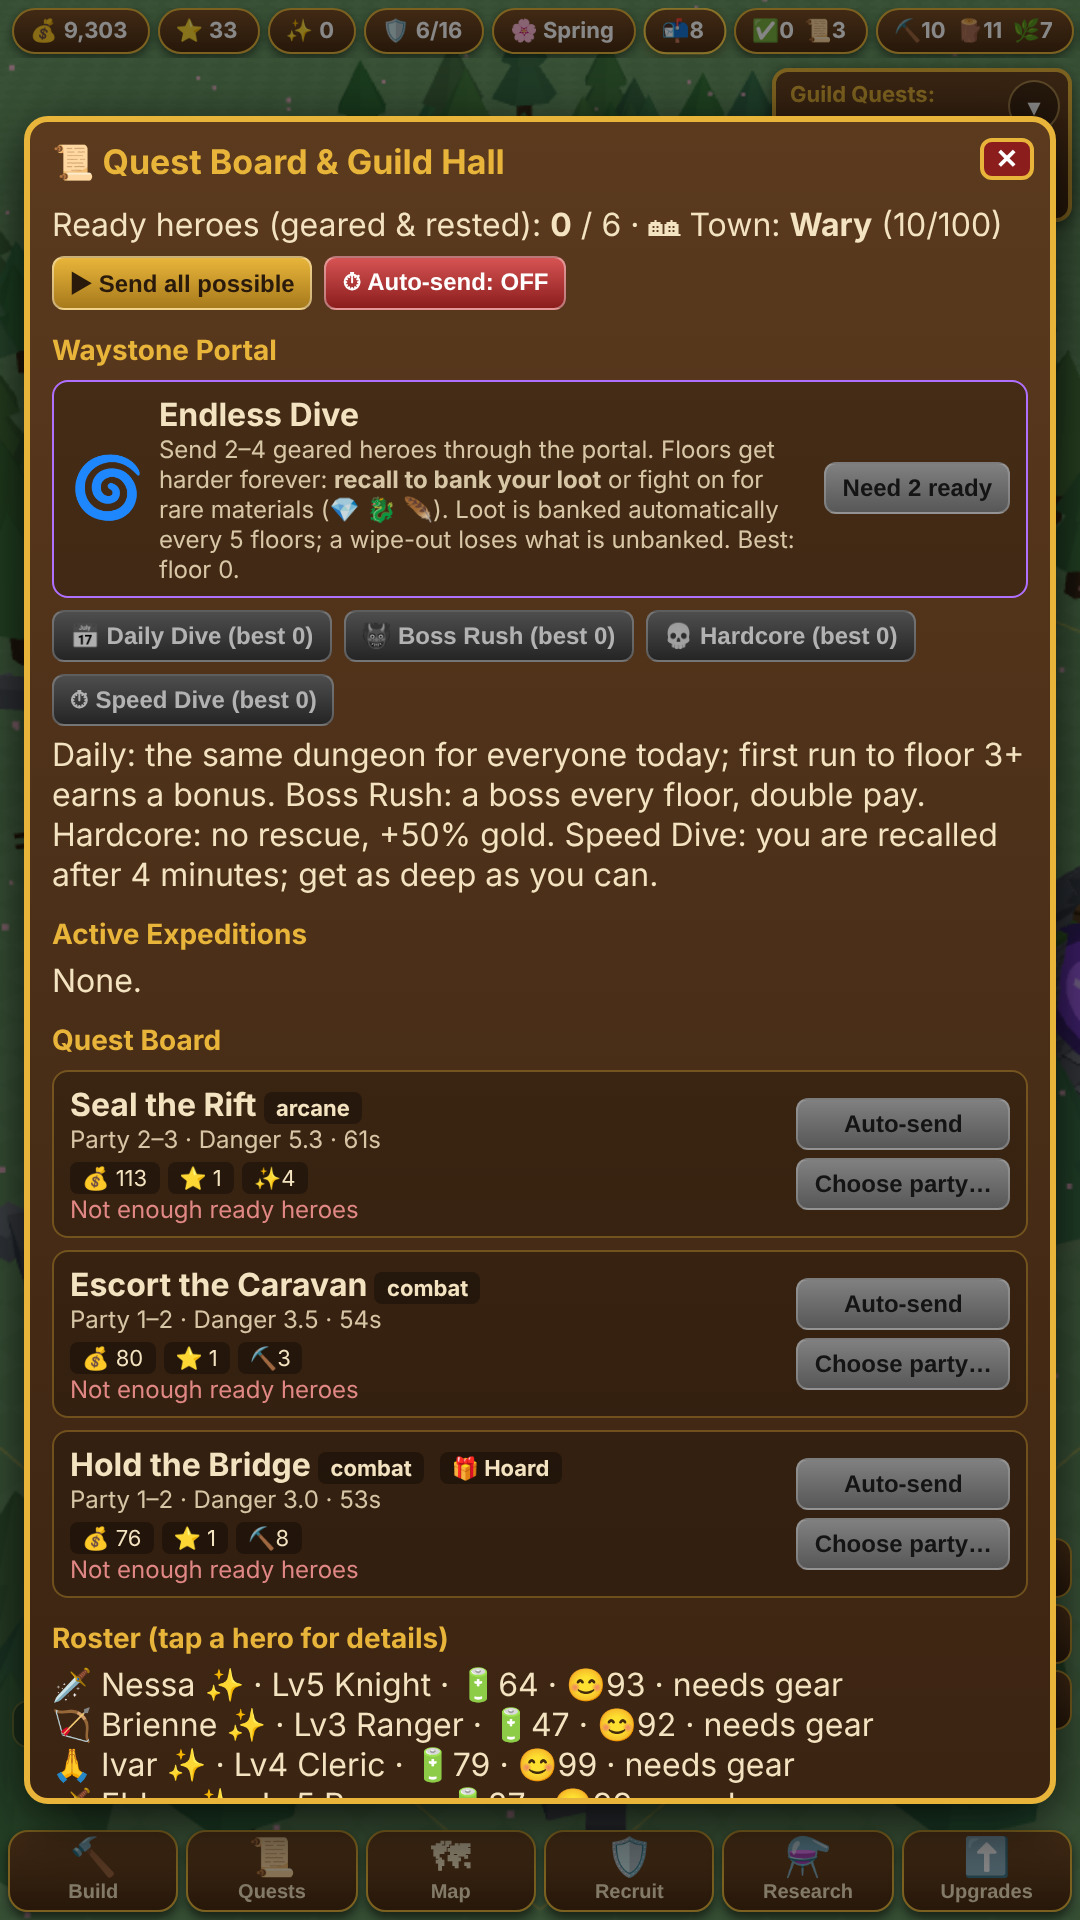 9,303 33 0 6/16 Spring 8 0 3 10 11 7
Guild Quests:
Quest Board & Guild Hall
Ready heroes (geared & rested): 0 / 6 · Town: Wary (10/100)
Send all possible
Auto-send: OFF
Waystone Portal
Endless Dive
Send 2–4 geared heroes through the portal. Floors get
harder forever: recall to bank your loot or fight on for
rare materials (💎 🐉 🪶). Loot is banked automatically
every 5 floors; a wipe-out loses what is unbanked. Best:
floor 0.
Need 2 ready
Daily Dive (best 0)
Boss Rush (best 0)
Hardcore (best 0)
Speed Dive (best 0)
Daily: the same dungeon for everyone today; first run to floor 3+
earns a bonus. Boss Rush: a boss every floor, double pay.
Hardcore: no rescue, +50% gold. Speed Dive: you are recalled
after 4 minutes; get as deep as you can.
Active Expeditions
None.
Quest Board
Seal the Rift arcane
Party 2–3 · Danger 5.3 · 61s
113 1 4
Not enough ready heroes
Auto-send
Choose party…
Escort the Caravan combat
Party 1–2 · Danger 3.5 · 54s
80 1 3
Not enough ready heroes
Auto-send
Choose party…
Hold the Bridge combat Hoard
Party 1–2 · Danger 3.0 · 53s
76 1 8
Not enough ready heroes
Auto-send
Choose party…
Roster (tap a hero for details)
Nessa · Lv5 Knight · 64 · 93 · needs gear
Brienne · Lv3 Ranger · 47 · 92 · needs gear
Ivar · Lv4 Cleric · 79 · 99 · needs gear
Build
Quests
Map
Recruit
Research
Upgrades